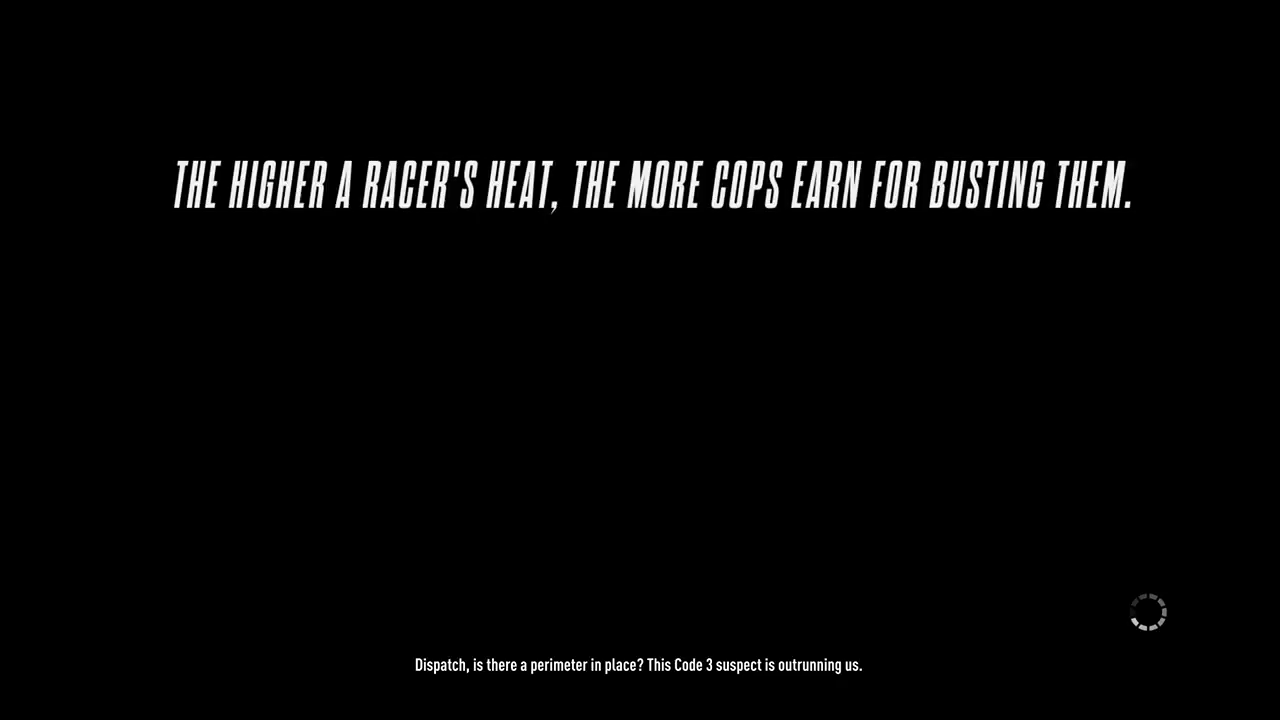 THE HIGHER A RACER'S HEAT, THE MORE COPS EARN FOR BUSTING THEM.
Dispatch, is there a perimeter in place? This Code 3 suspect is outrunning us.